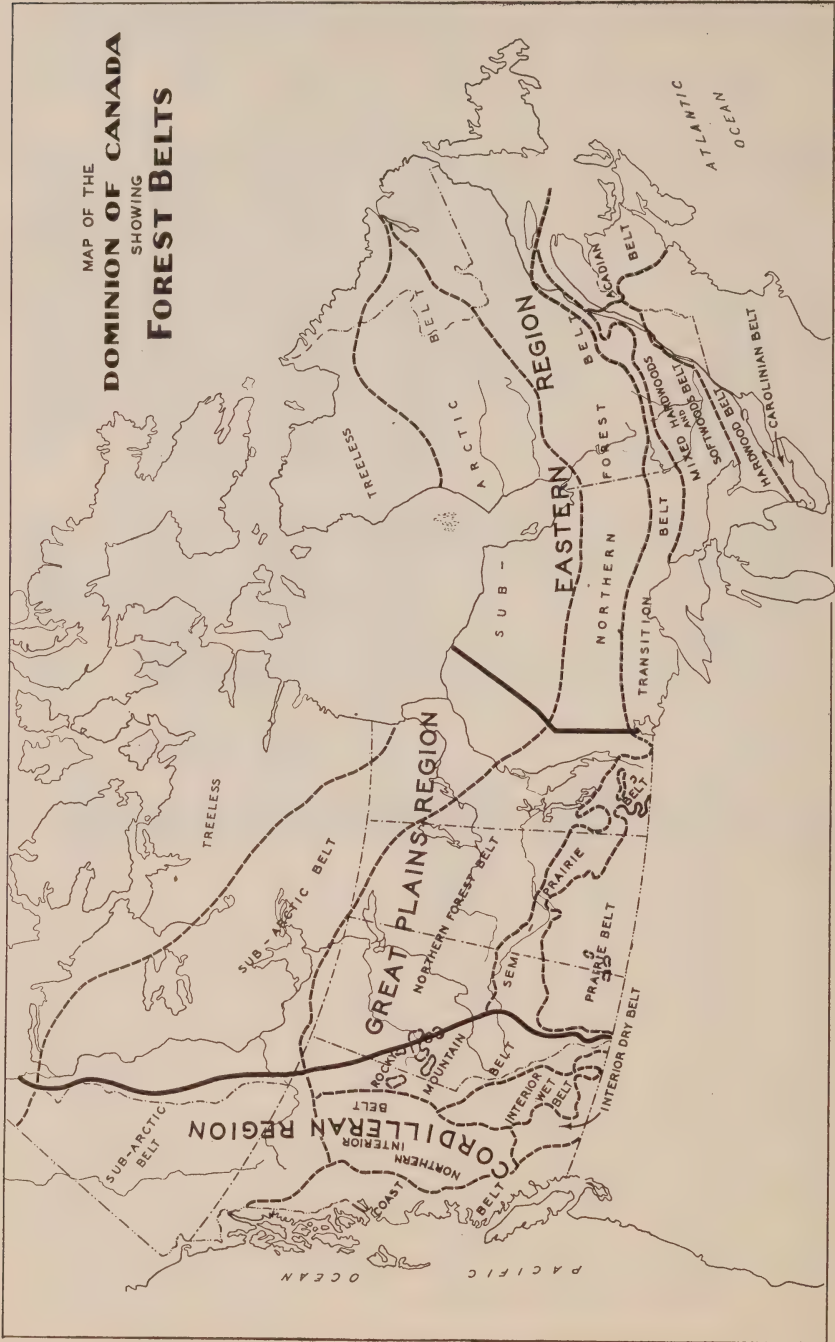 MAP OF THE
DOMINION OF CANADA
SHOWING
FOREST BELTS
TREELESS
TREELESS
SUB-ARCTIC BELT
SUB-ARCTIC BELT
SUB-
ARCTIC
BELT
CORDILLERAN REGION
GREAT PLAINS REGION
EASTERN
REGION
NORTHERN FOREST BELT
NORTHERN
FOREST
BELT
ROCKY
MOUNTAIN
BELT
NORTHERN
INTERIOR
BELT
COAST
BELT
INTERIOR
WET
BELT
INTERIOR DRY BELT
SEMI
PRAIRIE
BELT
PRAIRIE BELT
TRANSITION
BELT
MIXED HARDWOODS
AND
SOFTWOODS BELT
HARDWOOD BELT
CAROLINIAN BELT
ACADIAN
BELT
PACIFIC
OCEAN
ATLANTIC
OCEAN